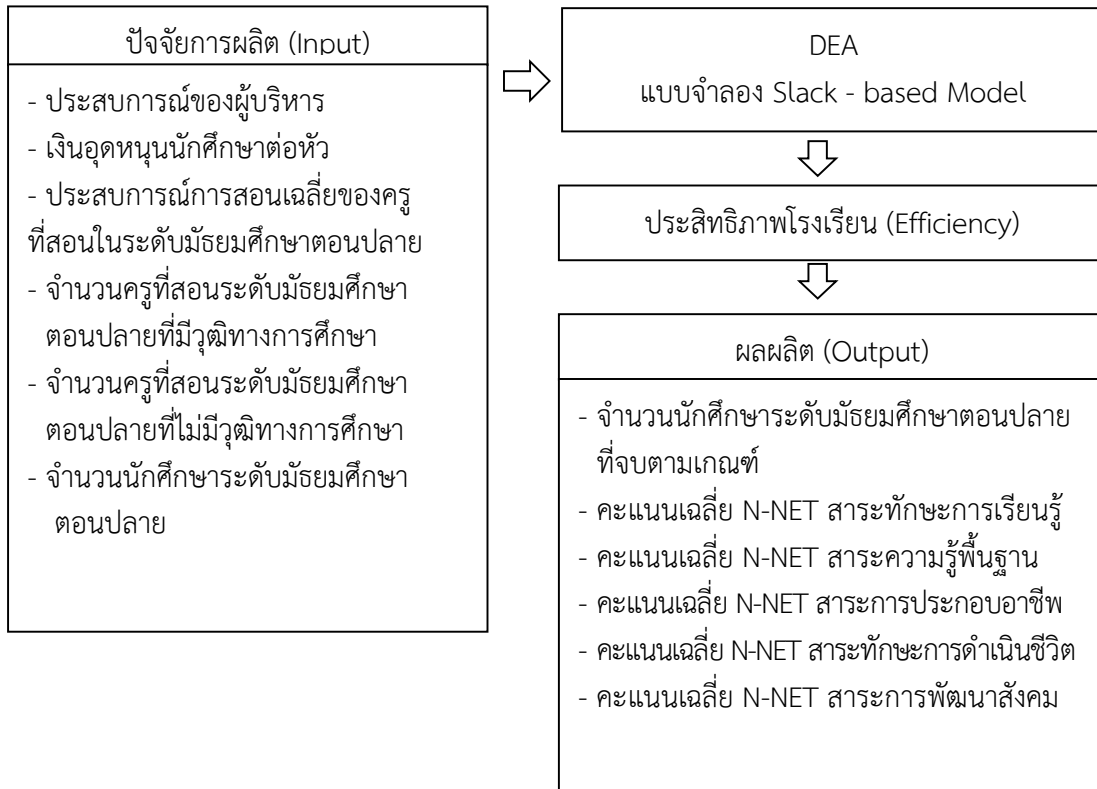 ปัจจัยการผลิต (Input)
- ประสบการณ์ของผู้บริหาร
- เงินอุดหนุนนักศึกษาต่อหัว
- ประสบการณ์การสอนเฉลี่ยของครู
ที่สอนในระดับมัธยมศึกษาตอนปลาย
- จำนวนครูที่สอนระดับมัธยมศึกษา
ตอนปลายที่มีวุฒิทางการศึกษา
- จำนวนครูที่สอนระดับมัธยมศึกษา
ตอนปลายที่ไม่มีวุฒิทางการศึกษา
- จำนวนนักศึกษาระดับมัธยมศึกษา
ตอนปลาย
DEA
แบบจำลอง Slack - based Model
ประสิทธิภาพโรงเรียน (Efficiency)
ผลผลิต (Output)
- จำนวนนักศึกษาระดับมัธยมศึกษาตอนปลาย
ที่จบตามเกณฑ์
- คะแนนเฉลี่ย N-NET สาระทักษะการเรียนรู้
- คะแนนเฉลี่ย N-NET สาระความรู้พื้นฐาน
- คะแนนเฉลี่ย N-NET สาระการประกอบอาชีพ
- คะแนนเฉลี่ย N-NET สาระทักษะการดำเนินชีวิต
- คะแนนเฉลี่ย N-NET สาระการพัฒนาสังคม